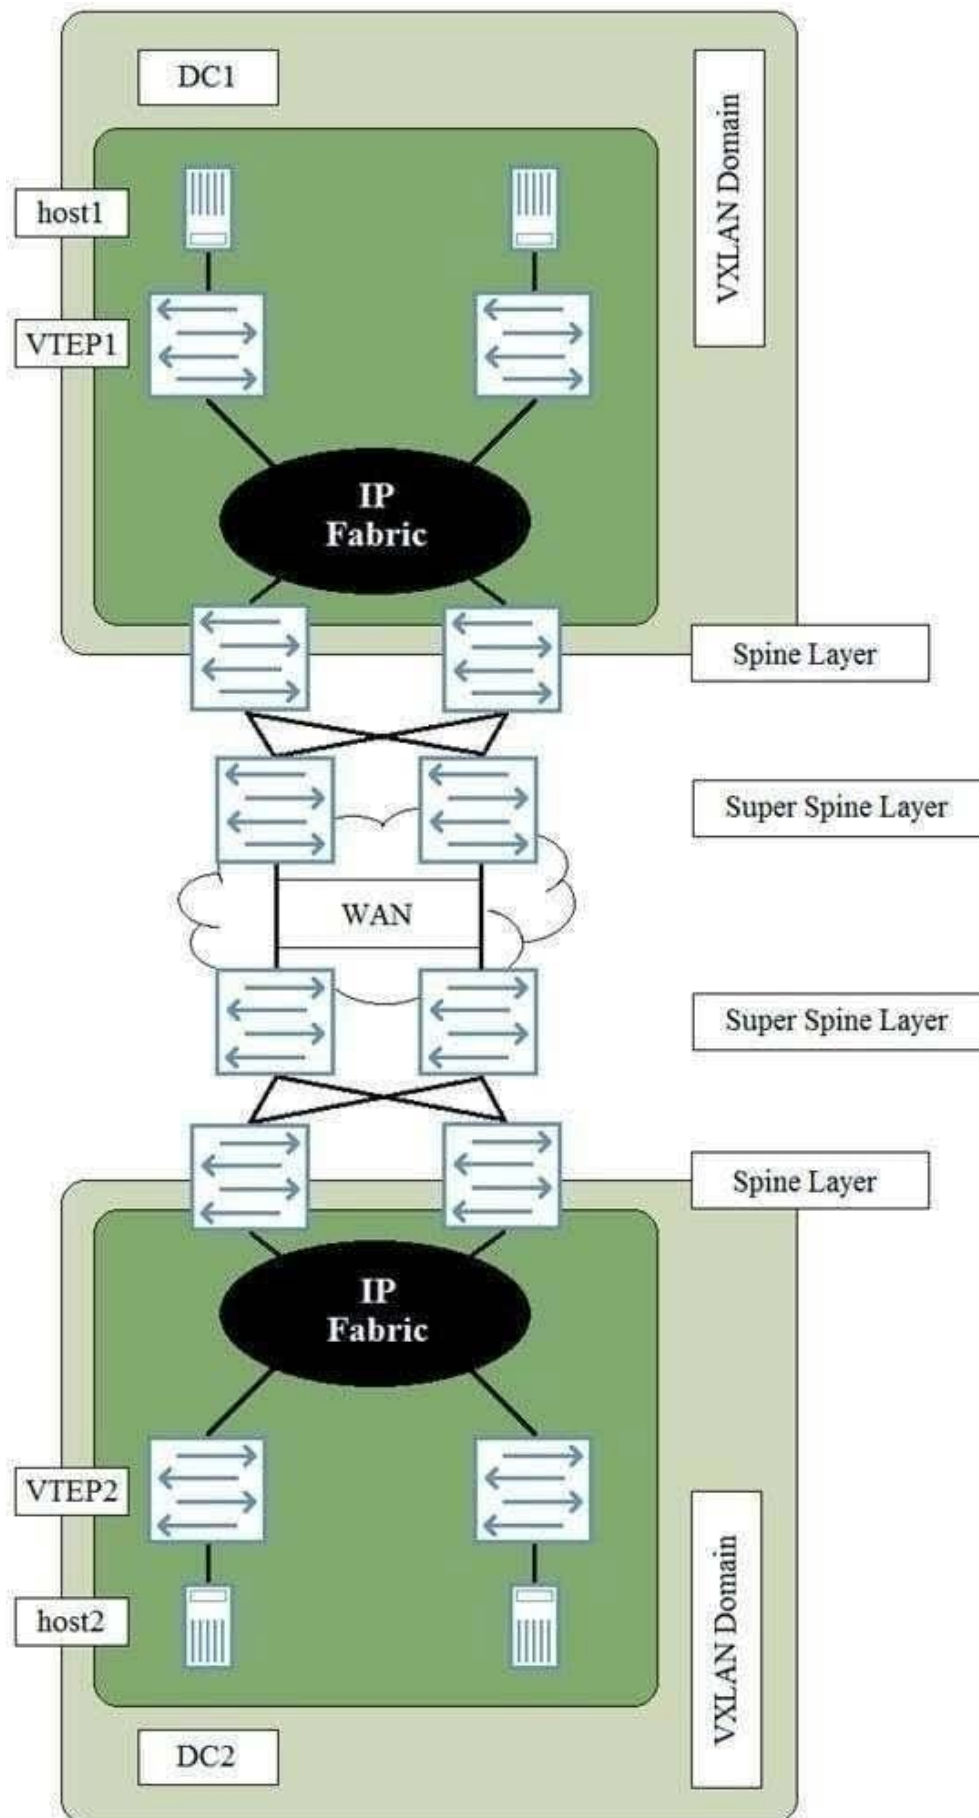 DC1
VXLAN Domain
host1
VTEP1
IP
Fabric
Spine Layer
Super Spine Layer
WAN
Super Spine Layer
Spine Layer
IP
Fabric
VTEP2
host2
VXLAN Domain
DC2